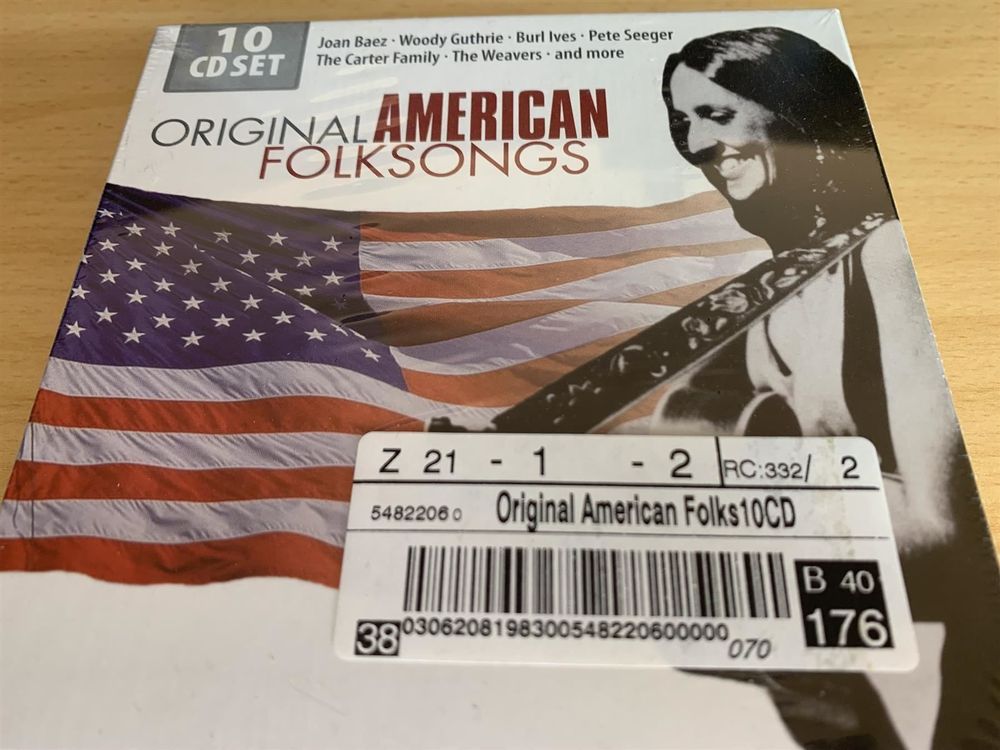 10
CD SET
Joan Baez · Woody Guthrie · Burl Ives · Pete Seeger
The Carter Family · The Weavers · and more
ORIGINAL AMERICAN
FOLKSONGS
Z 21 - 1 - 2 RC:332/ 2
54822060 Original American Folks10CD
B 40
176
38 0306208198300548220600000 070